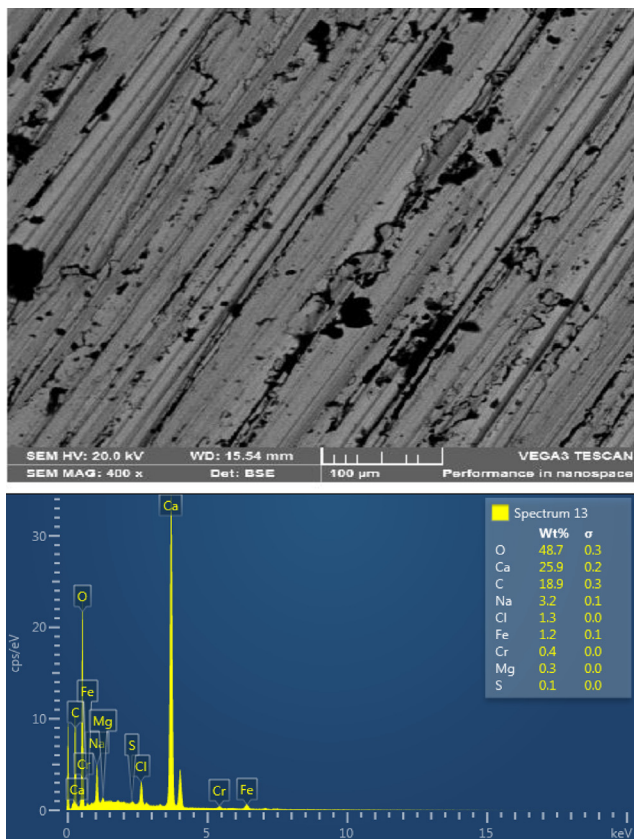 SEM HV: 20.0 kV WD: 15.54 mm VEGA3 TESCAN
SEM MAG: 400 x Det: BSE 100 µm Performance in nanospace
Spectrum 13
Wt% σ
O 48.7 0.3
Ca 25.9 0.2
C 18.9 0.3
Na 3.2 0.1
Cl 1.3 0.0
Fe 1.2 0.1
Cr 0.4 0.0
Mg 0.3 0.0
S 0.1 0.0
cps/eV
30
20
10
0
Ca
O
Fe
C
Mg
Na
S
Cr
Cl
Ca
Cr
Fe
0 5 10 15 keV